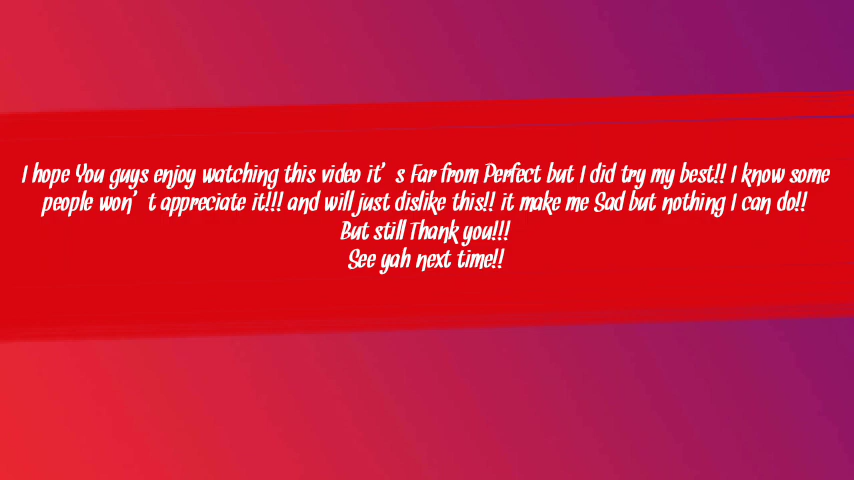 I hope You guys enjoy watching this video it's Far from Perfect but I did try my best!! I know some
people won't appreciate it!!! and will just dislike this!! it make me Sad but nothing I can do!!
But still Thank you!!!
See yah next time!!